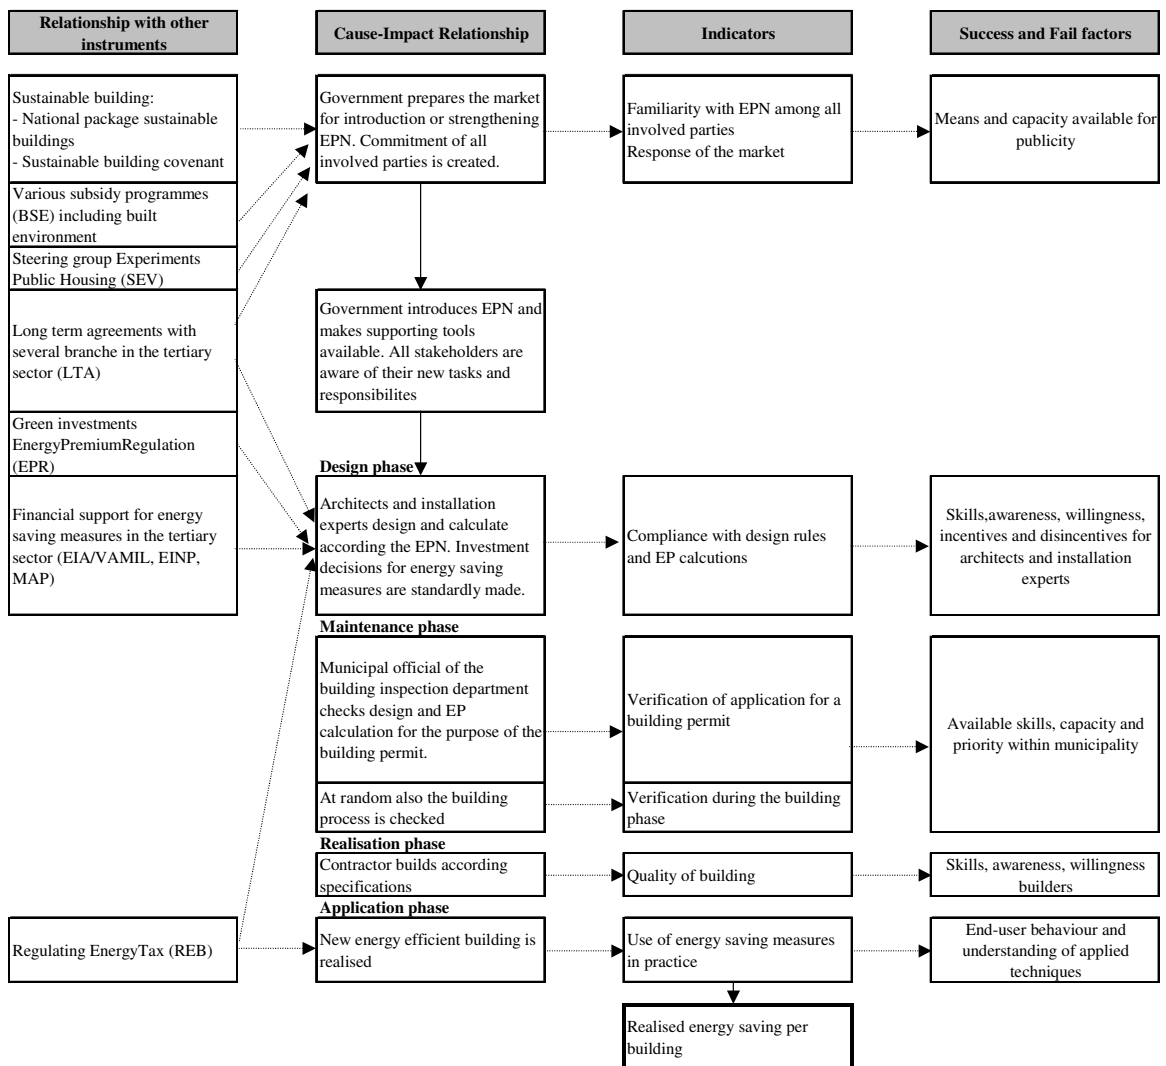 Relationship with other
instruments
Cause-Impact Relationship
Indicators
Success and Fail factors
Sustainable building:
- National package sustainable
buildings
- Sustainable building covenant
Government prepares the market
for introduction or strengthening
EPN. Commitment of all
involved parties is created.
Familiarity with EPN among all
involved parties
Response of the market
Means and capacity available for
publicity
Various subsidy programmes
(BSE) including built
environment
Steering group Experiments
Public Housing (SEV)
Long term agreements with
several branche in the tertiary
sector (LTA)
Government introduces EPN and
makes supporting tools
available. All stakeholders are
aware of their new tasks and
responsibilites
Green investments
EnergyPremiumRegulation
(EPR)
Financial support for energy
saving measures in the tertiary
sector (EIA/VAMIL, EINP,
MAP)
Design phase
Architects and installation
experts design and calculate
according the EPN. Investment
decisions for energy saving
measures are standardly made.
Compliance with design rules
and EP calcutions
Skills,awareness, willingness,
incentives and disincentives for
architects and installation
experts
Maintenance phase
Municipal official of the
building inspection department
checks design and EP
calculation for the purpose of the
building permit.
Verification of application for a
building permit
Available skills, capacity and
priority within municipality
At random also the building
process is checked
Verification during the building
phase
Realisation phase
Contractor builds according
specifications
Quality of building
Skills, awareness, willingness
builders
Application phase
Regulating EnergyTax (REB)
New energy efficient building is
realised
Use of energy saving measures
in practice
End-user behaviour and
understanding of applied
techniques
Realised energy saving per
building